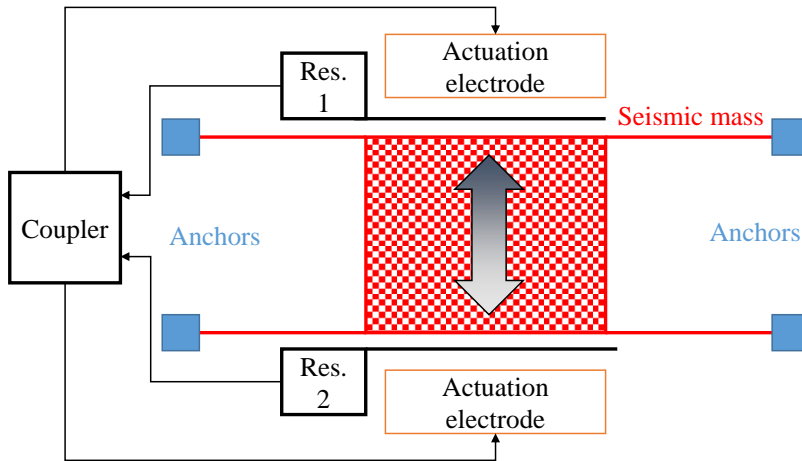 Actuation
electrode
Res.
1
Seismic mass
Coupler
Anchors
Anchors
Res.
2
Actuation
electrode